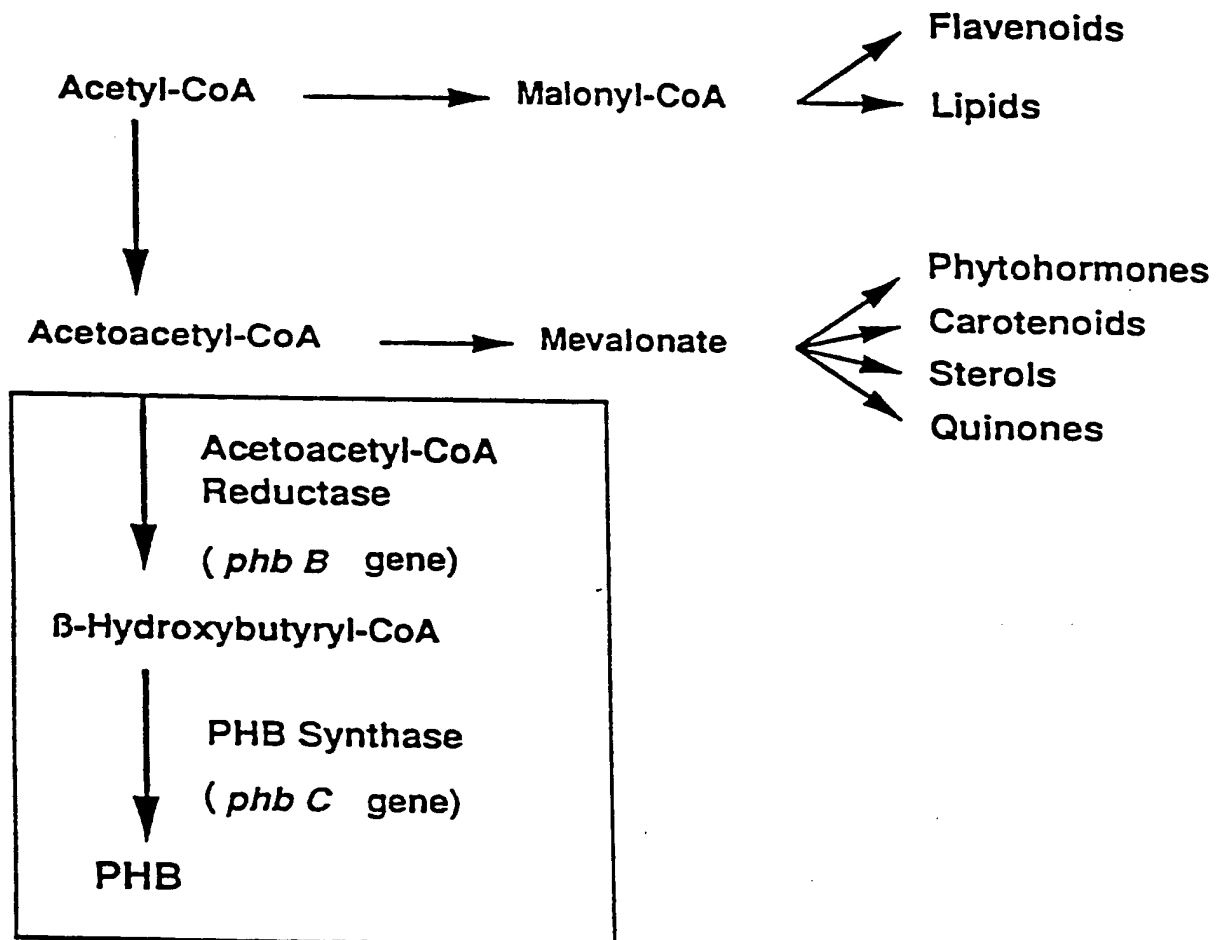 Flavenoids
Acetyl-CoA
Malonyl-CoA
Lipids
Phytohormones
Acetoacetyl-CoA
Mevalonate
Carotenoids
Sterols
Quinones
Acetoacetyl-CoA
Reductase
( phb B gene)
ß-Hydroxybutyryl-CoA
PHB Synthase
( phb C gene)
PHB